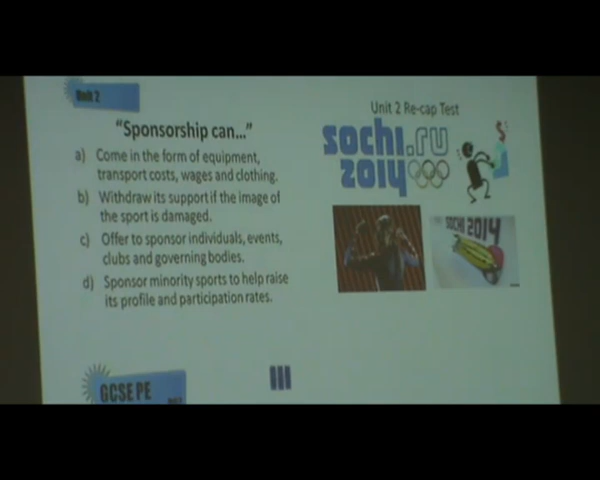 Unit 2
Unit 2 Re-cap Test
"Sponsorship can..."
a) Come in the form of equipment,
transport costs, wages and clothing.
b) Withdraw its support if the image of
the sport is damaged.
c) Offer to sponsor individuals, events,
clubs and governing bodies.
d) Sponsor minority sports to help raise
its profile and participation rates.
sochi.ru
2014
$
SOCHI 2014
GCSE PE